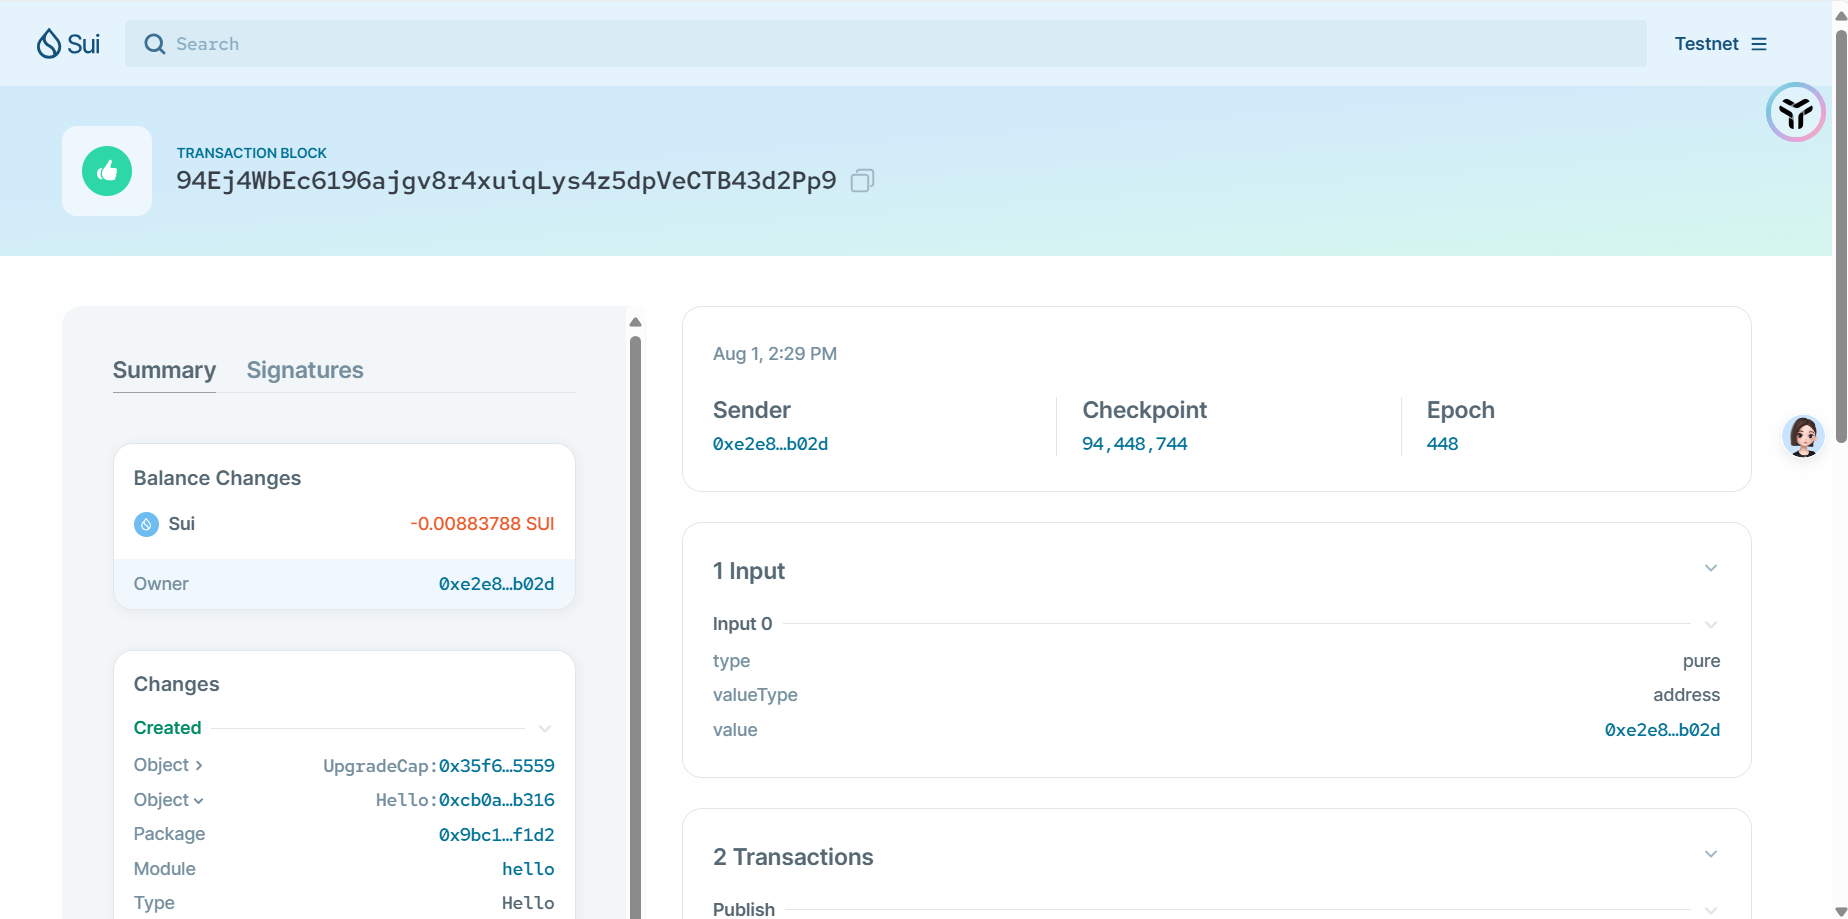 Sui
Search
Testnet
TRANSACTION BLOCK
94Ej4WbEc6196ajgv8r4xuiqLys4z5dpVeCTB43d2Pp9
Summary
Signatures
Balance Changes
Sui
-0.00883788 SUI
Owner
0xe2e8…b02d
Changes
Created
Object
UpgradeCap:0x35f6…5559
Object
Hello:0xcb0a…b316
Package
0x9bc1…f1d2
Module
hello
Type
Hello
Aug 1, 2:29 PM
Sender
0xe2e8…b02d
Checkpoint
94,448,744
Epoch
448
1 Input
Input 0
type
pure
valueType
address
value
0xe2e8…b02d
2 Transactions
Publish